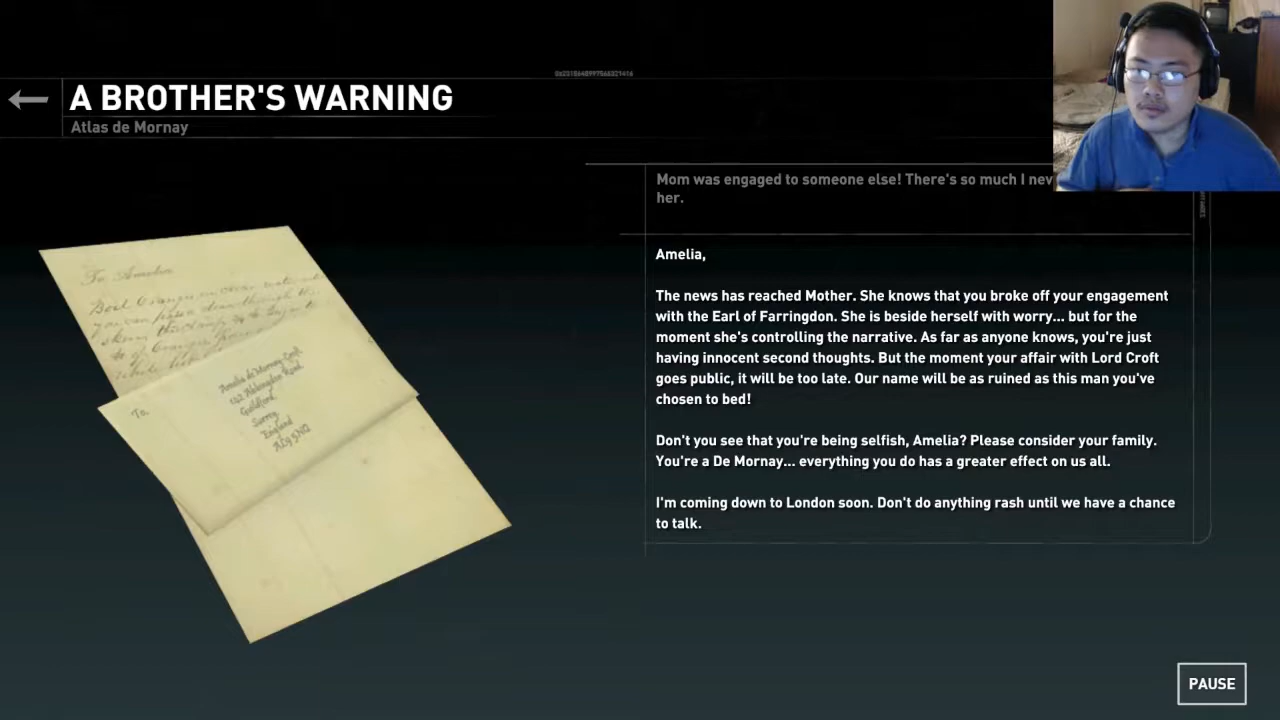 A BROTHER'S WARNING
Atlas de Mornay
Mom was engaged to someone else! There's so much I
her.
Amelia,
The news has reached Mother. She knows that you broke off your engagement
with the Earl of Farringdon. She is beside herself with worry... but for the
moment she's controlling the narrative. As far as anyone knows, you're just
having innocent second thoughts. But the moment your affair with Lord Croft
goes public, it will be too late. Our name will be as ruined as this man you've
chosen to bed!
Don't you see that you're being selfish, Amelia? Please consider your family.
You're a De Mornay... everything you do has a greater effect on us all.
I'm coming down to London soon. Don't do anything rash until we have a chance
to talk.
To Amelia
To,
Amelia de Mornay
Guildford,
Surrey,
England
PAUSE